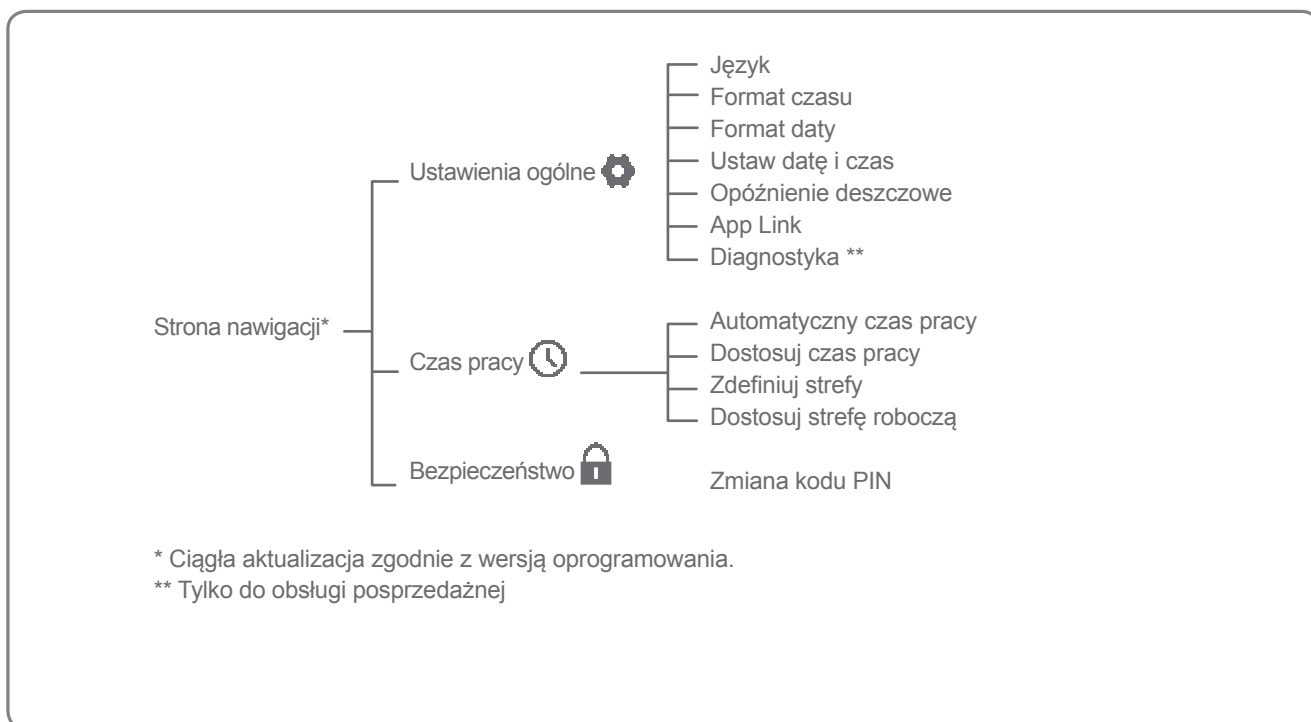 Język
Format czasu
Format daty
Ustawienia ogólne
Ustaw datę i czas
Opóźnienie deszczowe
App Link
Diagnostyka **
Strona nawigacji*
Automatyczny czas pracy
Czas pracy
Dostosuj czas pracy
Zdefiniuj strefy
Dostosuj strefę roboczą
Bezpieczeństwo
Zmiana kodu PIN
* Ciągła aktualizacja zgodnie z wersją oprogramowania.
** Tylko do obsługi posprzedażnej